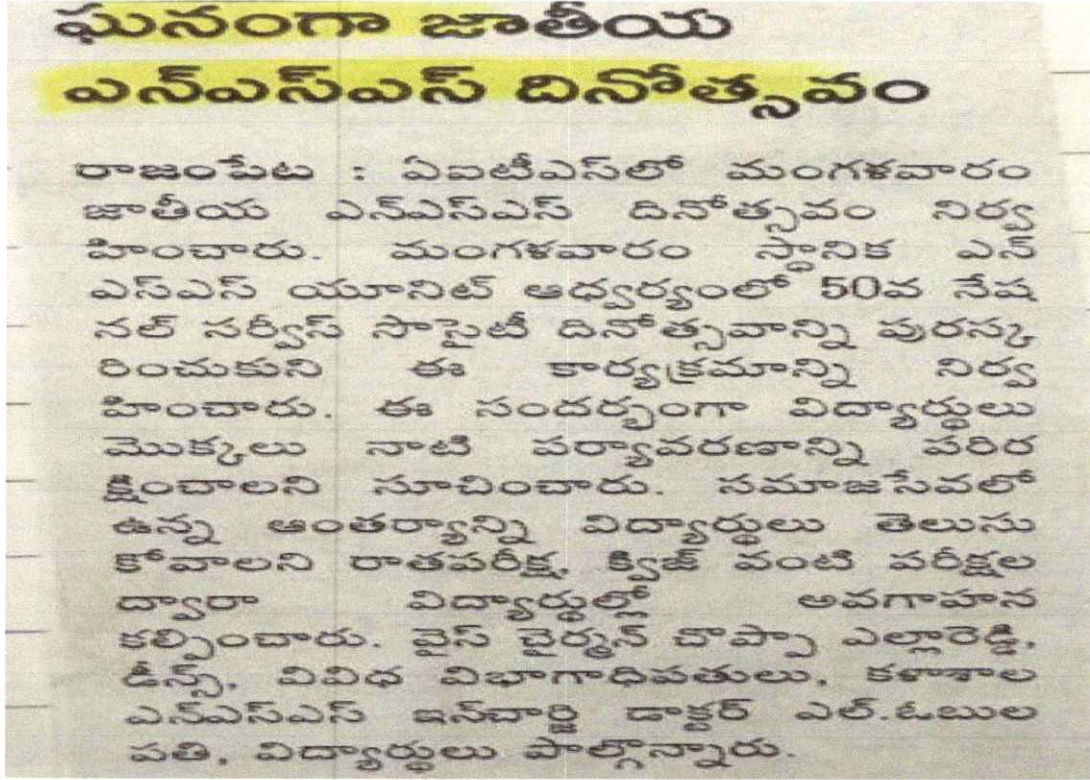 ఘనంగా జాతీయ
ఎన్ఎస్ఎస్ దినోత్సవం
రాజంపేట : ఏఐటీఎస్‌లో మంగళవారం
జాతీయ ఎన్ఎస్ఎస్ దినోత్సవం నిర్వ
హించారు. మంగళవారం స్థానిక ఎన్
ఎస్ఎస్ యూనిట్ ఆధ్వర్యంలో 50వ నేష
నల్ సర్వీస్ సొసైటీ దినోత్సవాన్ని పురస్క
రించుకుని ఈ కార్యక్రమాన్ని నిర్వ
హించారు. ఈ సందర్భంగా విద్యార్థులు
మొక్కలు నాటి పర్యావరణాన్ని పరిర
క్షించాలని సూచించారు. సమాజసేవలో
ఉన్న ఆంతర్యాన్ని విద్యార్థులు తెలుసు
కోవాలని రాతపరీక్ష, క్విజ్ వంటి పరీక్షల
ద్వారా విద్యార్థుల్లో అవగాహన
కల్పించారు. వైస్ చైర్మన్ చొప్పా ఎల్లారెడ్డి,
డీన్స్, వివిధ విభాగాధిపతులు, కళాశాల
ఎన్ఎస్ఎస్ ఇన్‌చార్జి డాక్టర్ ఎల్.ఓబుల
పతి, విద్యార్థులు పాల్గొన్నారు.